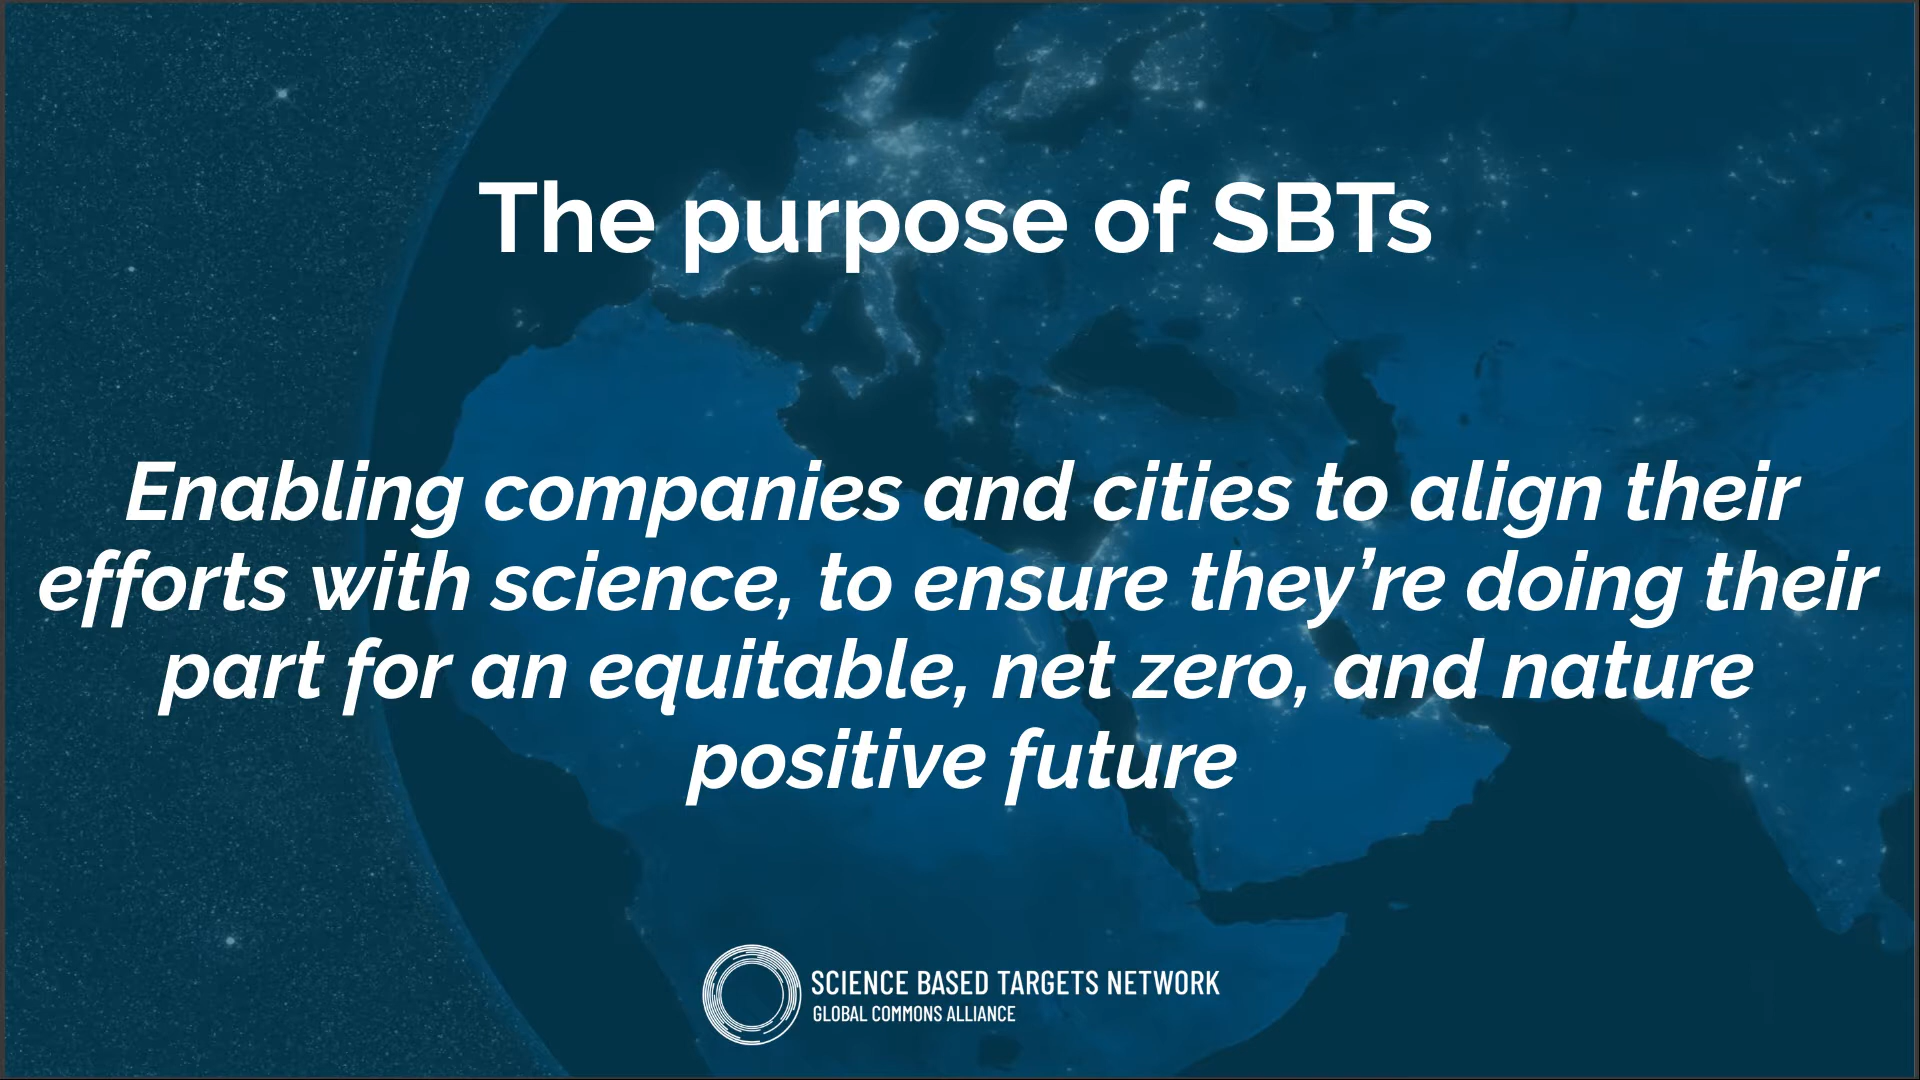 The purpose of SBTs
Enabling companies and cities to align their
efforts with science, to ensure they’re doing their
part for an equitable, net zero, and nature
positive future
SCIENCE BASED TARGETS NETWORK
GLOBAL COMMONS ALLIANCE